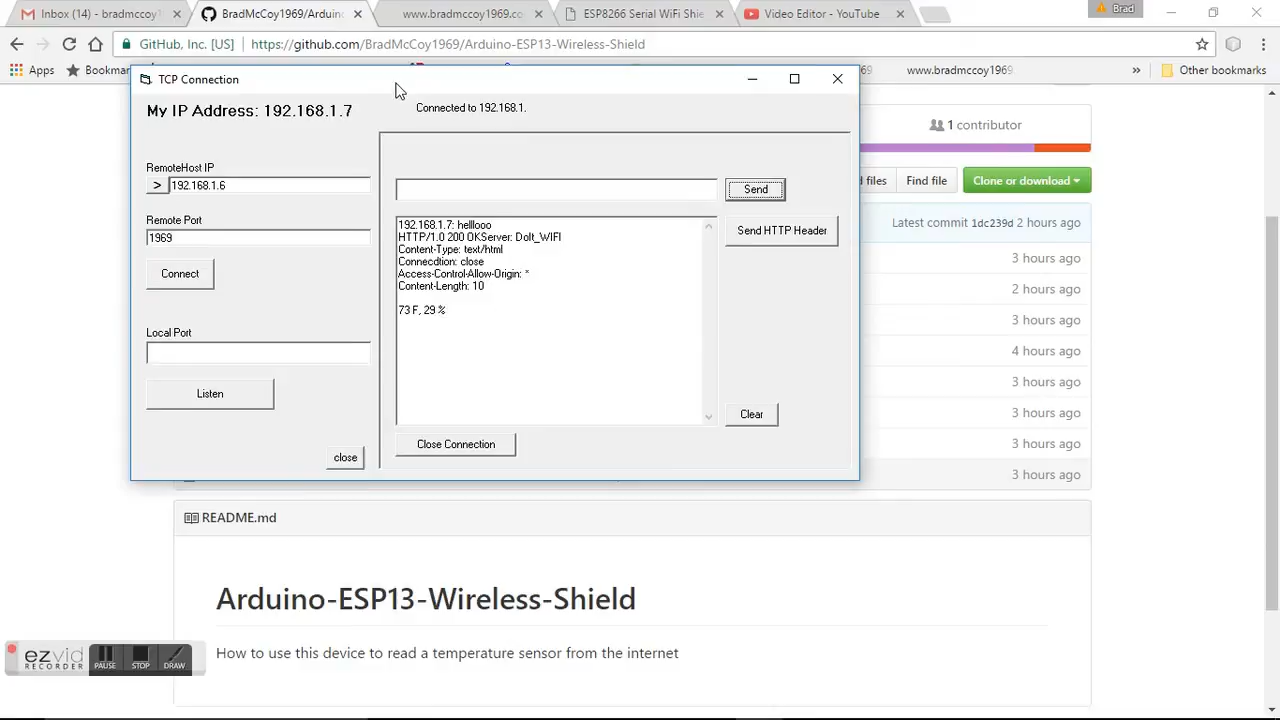 Inbox (14) - bradmccoy
BradMcCoy1969/Arduino
www.bradmccoy1969.co
ESP8266 Serial WiFi Shie
Video Editor - YouTube
Brad
GitHub, Inc. [US]
https://github.com/BradMcCoy1969/Arduino-ESP13-Wireless-Shield
Apps
Bookmar
69
www.bradmccoy1969
»
Other bookmarks
TCP Connection
My IP Address: 192.168.1.7
Connected to 192.168.1.
RemoteHost IP
>
192.168.1.6
Remote Port
1969
Connect
Local Port
Listen
close
Send
192.168.1.7: helllooo
HTTP/1.0 200 OKServer: DoIt_WIFI
Content-Type: text/html
Connecdtion: close
Access-Control-Allow-Origin: *
Content-Length: 10
73 F, 29 %
Send HTTP Header
Clear
Close Connection
1 contributor
d files
Find file
Clone or download
Latest commit 1dc239d 2 hours ago
3 hours ago
2 hours ago
3 hours ago
4 hours ago
3 hours ago
3 hours ago
3 hours ago
3 hours ago
README.md
Arduino-ESP13-Wireless-Shield
How to use this device to read a temperature sensor from the internet
ezvid
RECORDER
PAUSE
STOP
DRAW